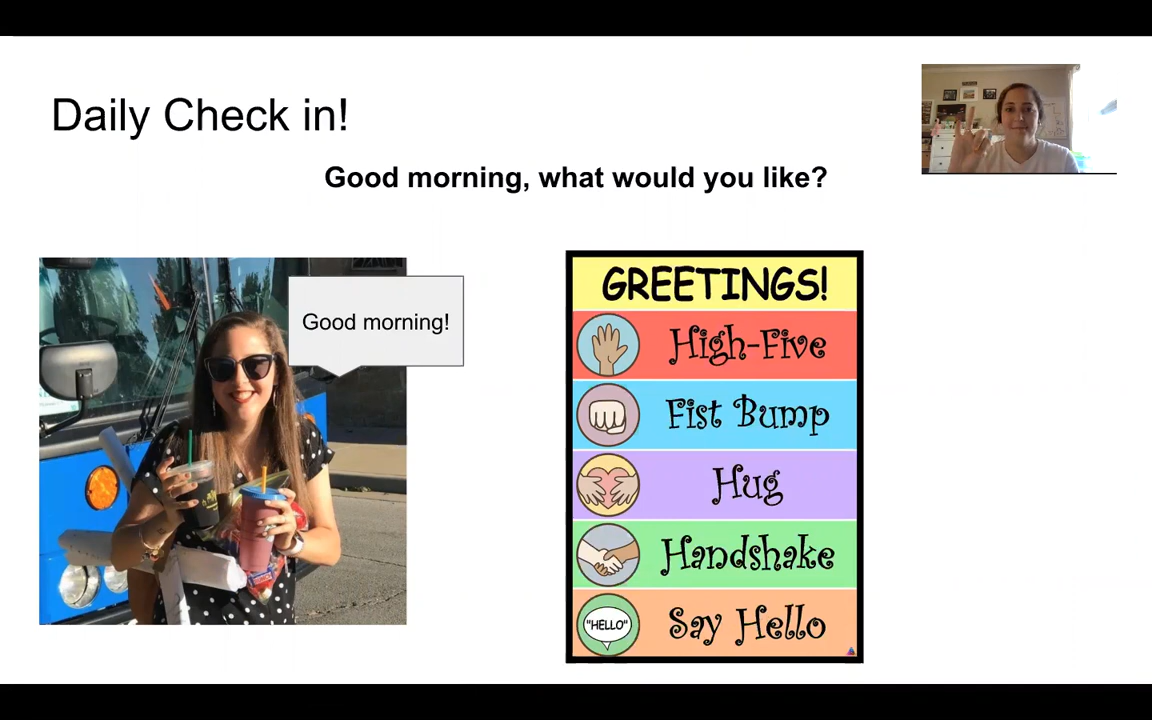 Daily Check in!
Good morning, what would you like?
Good morning!
GREETINGS!
High-Five
Fist Bump
Hug
Handshake
"HELLO"
Say Hello